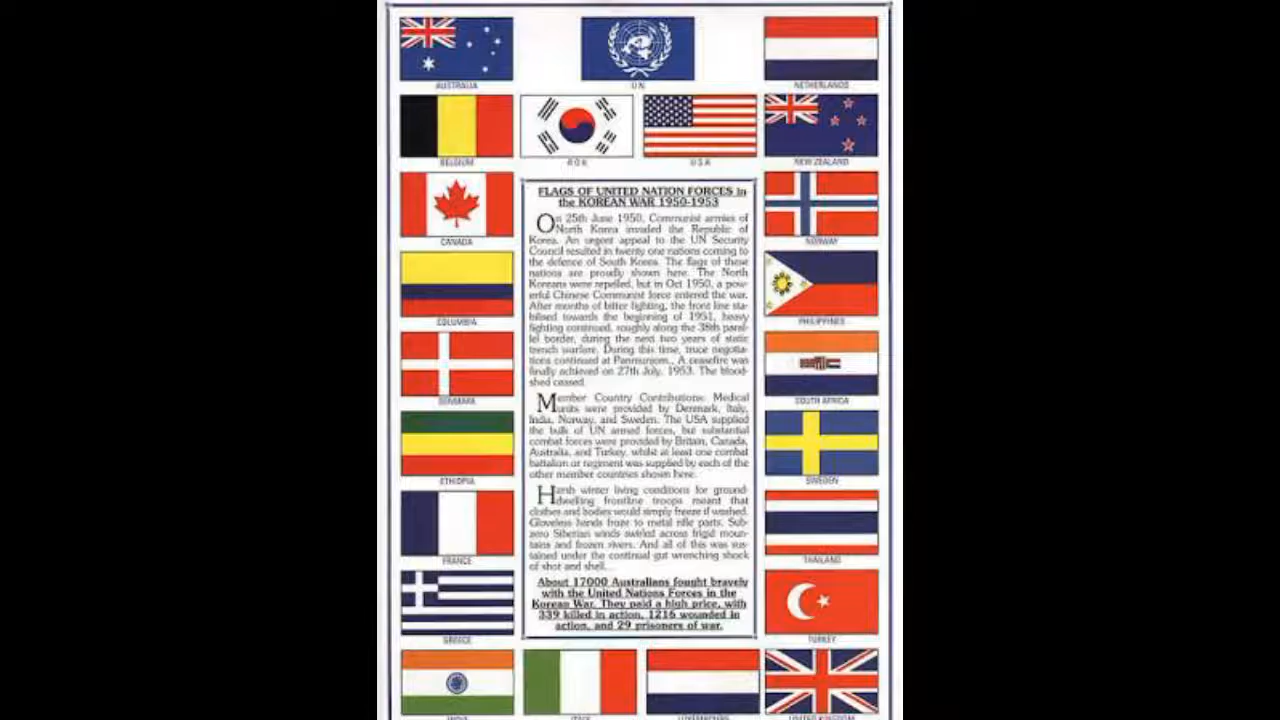 AUSTRALIA
U N
NETHERLANDS
BELGIUM
R O K
U S A
NEW ZEALAND
CANADA
NORWAY
COLUMBIA
PHILIPPINES
DENMARK
SOUTH AFRICA
ETHIOPIA
SWEDEN
FRANCE
THAILAND
GREECE
TURKEY
INDIA
ITALY
LUXEMBOURG
UNITED KINGDOM
FLAGS OF UNITED NATION FORCES in
the KOREAN WAR 1950-1953
On 25th June 1950, Communist armies of
North Korea invaded the Republic of
Korea. An urgent appeal to the UN Security
Council resulted in twenty one nations coming to
the defence of South Korea. The flags of these
nations are proudly shown here. The North
Koreans were repelled, but in Oct 1950, a pow-
erful Chinese Communist force entered the war.
After months of bitter fighting, the front line sta-
bilised towards the beginning of 1951, heavy
fighting continued, roughly along the 38th paral-
lel border, during the next two years of static
trench warfare. During this time, truce negotia-
tions continued at Panmunjom,. A ceasefire was
finally achieved on 27th July, 1953. The blood-
shed ceased.
Member Country Contributions: Medical
units were provided by Denmark, Italy,
India, Norway, and Sweden. The USA supplied
the bulk of UN armed forces, but substantial
combat forces were provided by Britain, Canada,
Australia, and Turkey, whilst at least one combat
battalion or regiment was supplied by each of the
other member countries shown here.
Harsh winter living conditions for ground-
dwelling frontline troops meant that
clothes and bodies would simply freeze if washed.
Gloveless hands froze to metal rifle parts. Sub-
zero Siberian winds swirled across frigid moun-
tains and frozen rivers. And all of this was sus-
tained under the continual gut wrenching shock
of shot and shell...
About 17000 Australians fought bravely
with the United Nations Forces in the
Korean War. They paid a high price, with
339 killed in action, 1216 wounded in
action, and 29 prisoners of war.